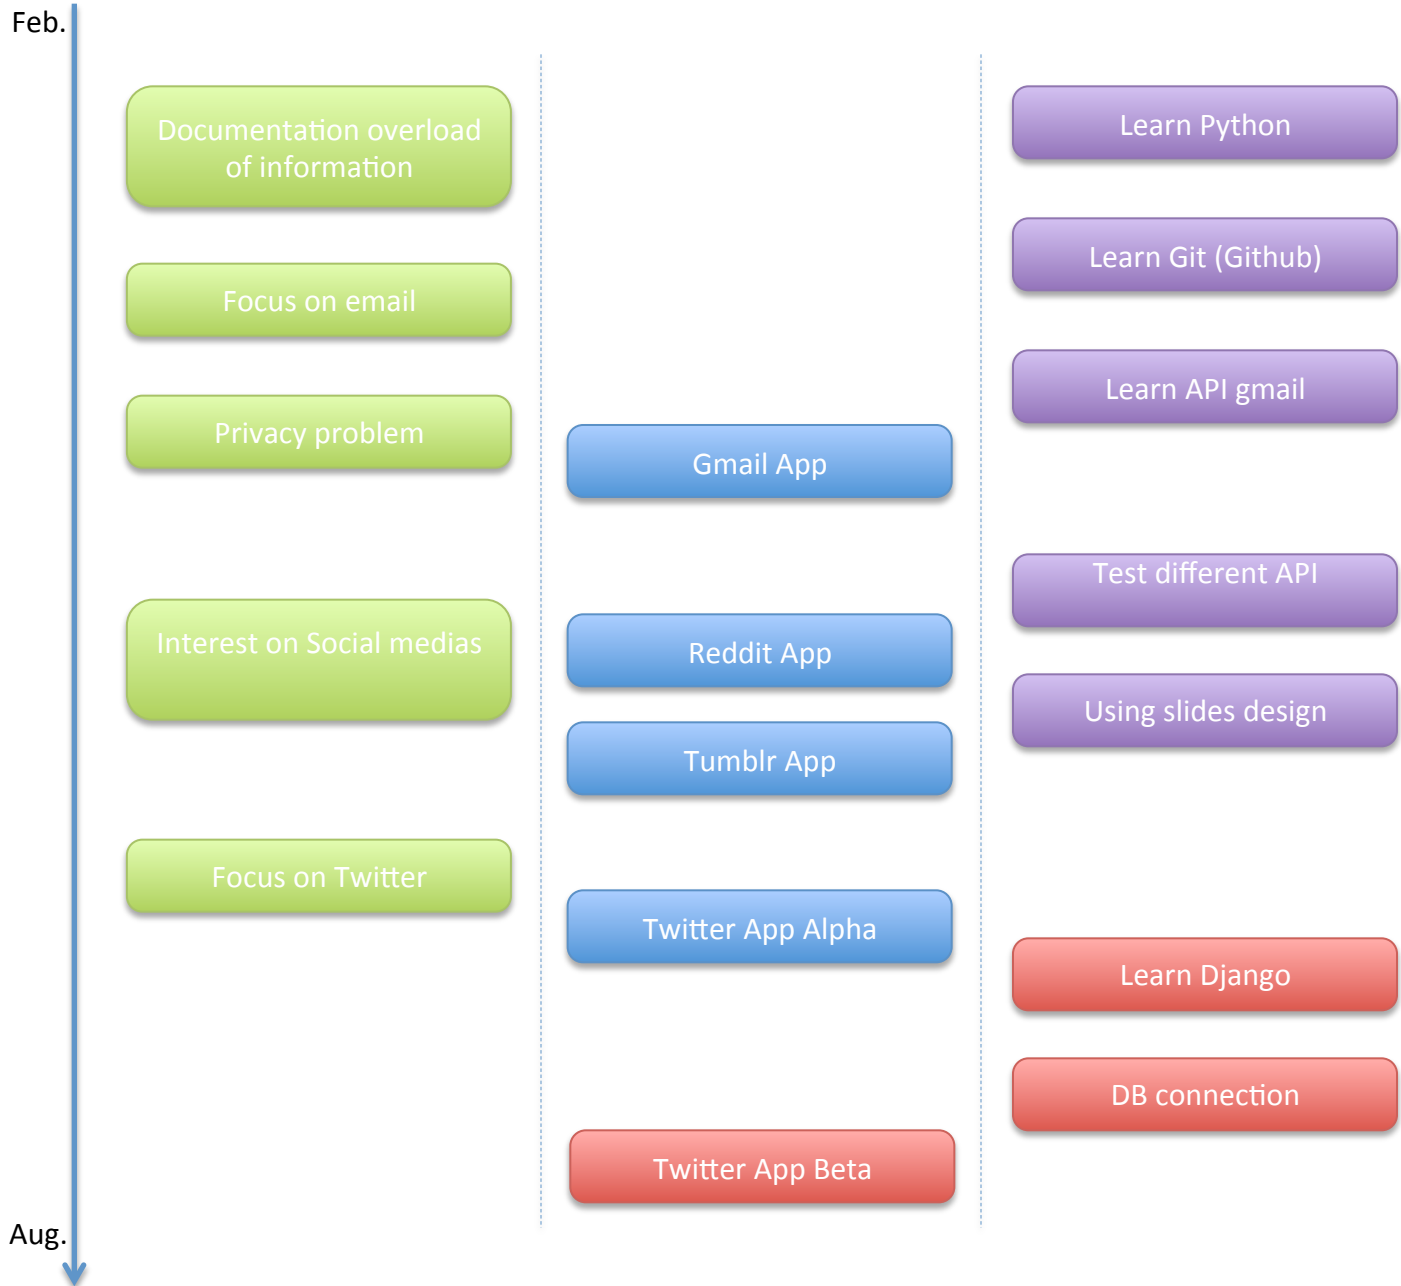 Feb.
Documentation overload
of information
Focus on email
Privacy problem
Interest on Social medias
Focus on Twitter
Gmail App
Reddit App
Tumblr App
Twitter App Alpha
Twitter App Beta
Learn Python
Learn Git (Github)
Learn API gmail
Test different API
Using slides design
Learn Django
DB connection
Aug.